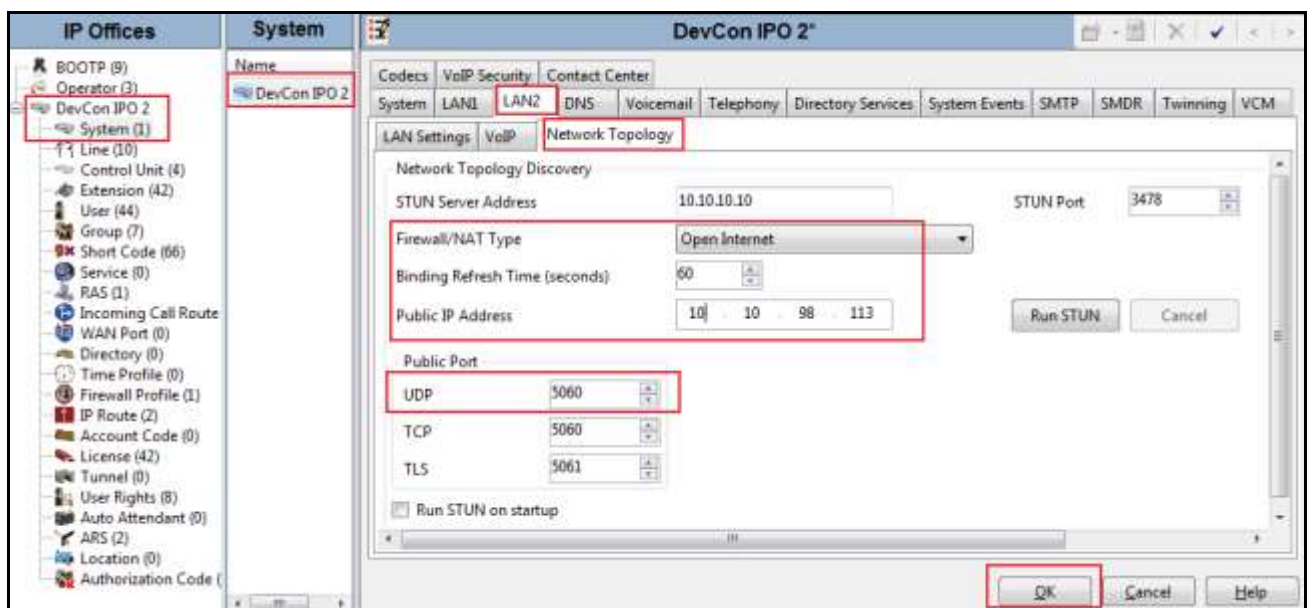 IP Offices
BOOTP (9)
Operator (3)
DevCon IPO 2
System (1)
Line (10)
Control Unit (4)
Extension (42)
User (44)
Group (7)
Short Code (66)
Service (0)
RAS (1)
Incoming Call Route
WAN Port (0)
Directory (0)
Time Profile (0)
Firewall Profile (1)
IP Route (2)
Account Code (0)
License (42)
Tunnel (0)
User Rights (8)
Auto Attendant (0)
ARS (2)
Location (0)
Authorization Code (
System
Name
DevCon IPO 2
DevCon IPO 2*
Codecs VoIP Security Contact Center
System LAN1 LAN2 DNS Voicemail Telephony Directory Services System Events SMTP SMDR Twinning VCM
LAN Settings VoIP Network Topology
Network Topology Discovery
STUN Server Address 10.10.10.10 STUN Port 3478
Firewall/NAT Type Open Internet
Binding Refresh Time (seconds) 60
Public IP Address 10 . 10 . 98 . 113 Run STUN Cancel
Public Port
UDP 5060
TCP 5060
TLS 5061
Run STUN on startup
OK Cancel Help